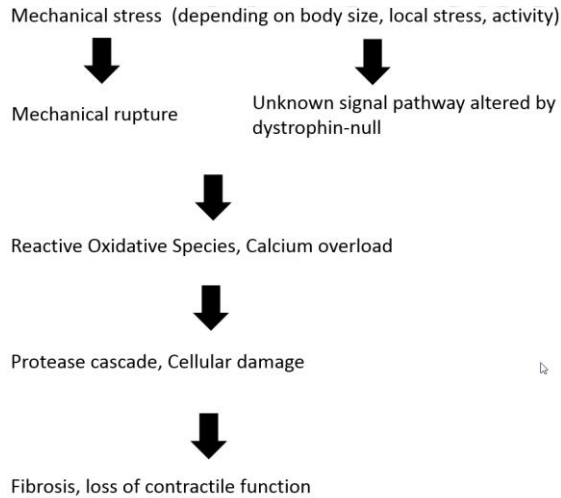 Mechanical stress (depending on body size, local stress, activity)
Mechanical rupture
Unknown signal pathway altered by
dystrophin-null
Reactive Oxidative Species, Calcium overload
Protease cascade, Cellular damage
Fibrosis, loss of contractile function